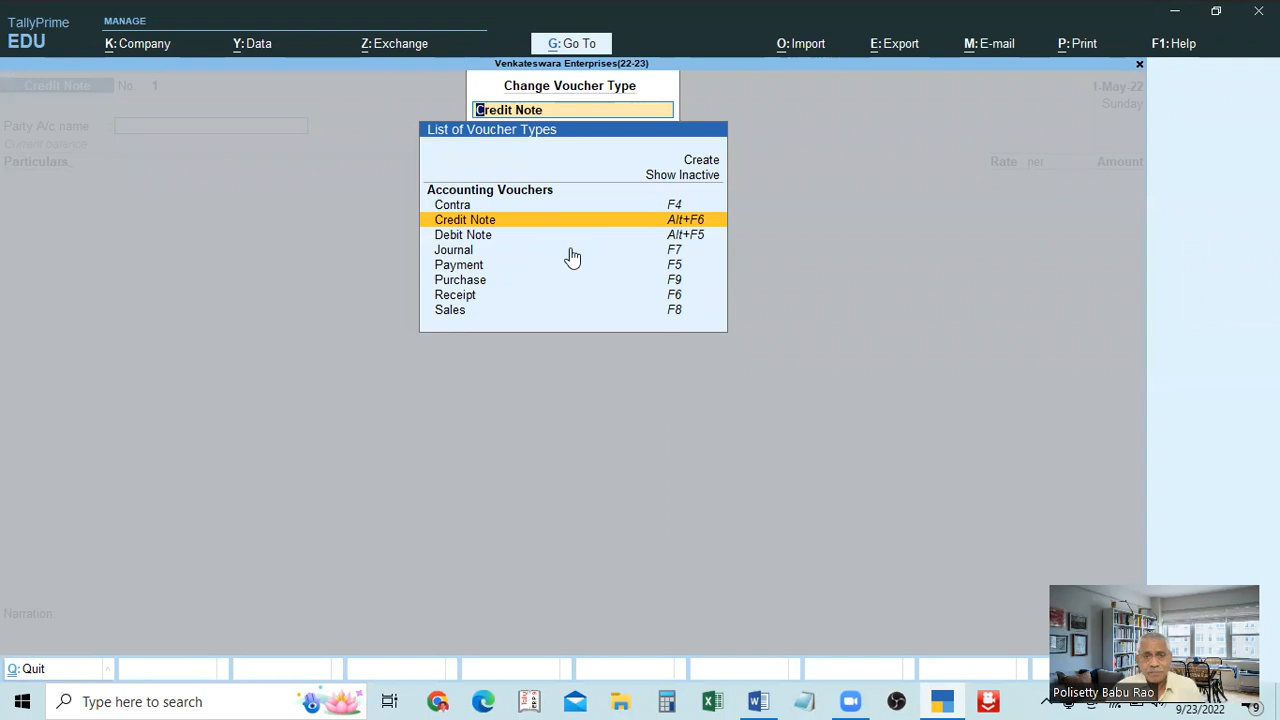 TallyPrime
EDU
MANAGE
K:Company
Y:Data
Z:Exchange
G:Go To
O:Import
E:Export
M:E-mail
P:Print
F1:Help
Venkateswara Enterprises(22-23)
Credit Note No. 1
1-May-22
Sunday
Party A/c name
Current balance
Particulars
Rate per
Amount
Change Voucher Type
Credit Note
List of Voucher Types
Create
Show Inactive
Accounting Vouchers
Contra F4
Credit Note Alt+F6
Debit Note Alt+F5
Journal F7
Payment F5
Purchase F9
Receipt F6
Sales F8
Narration
Q:Quit
Polisetty Babu Rao
Type here to search
9/23/2022
9